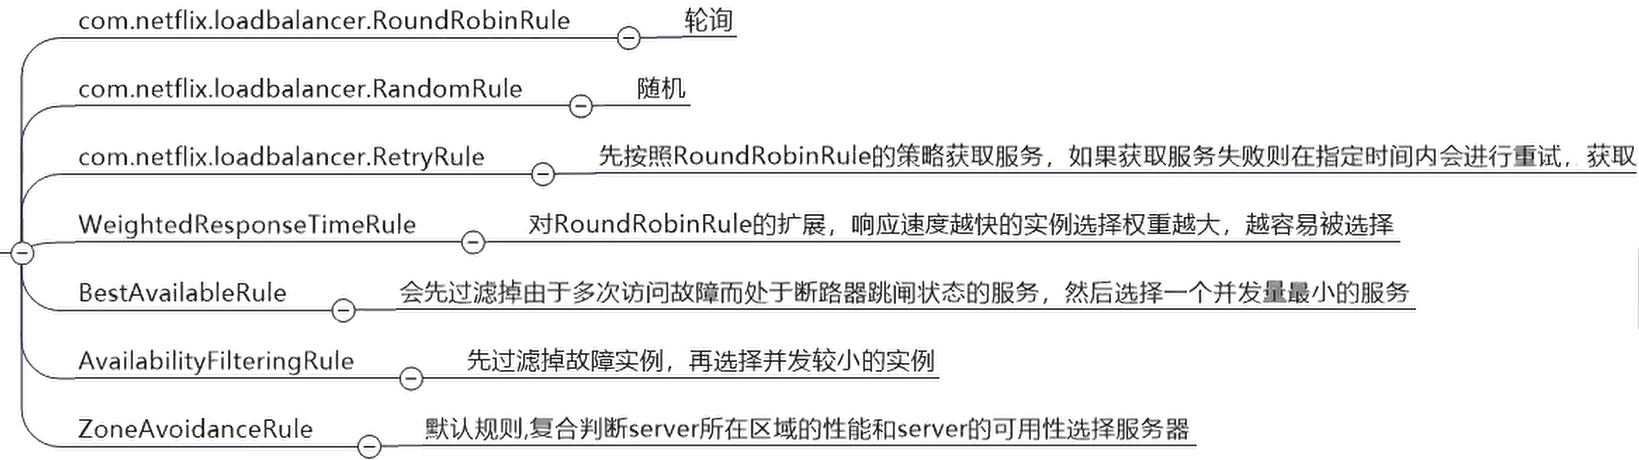 com.netflix.loadbalancer.RoundRobinRule 轮询
com.netflix.loadbalancer.RandomRule 随机
com.netflix.loadbalancer.RetryRule 先按照RoundRobinRule的策略获取服务，如果获取服务失败则在指定时间内会进行重试，获取
WeightedResponseTimeRule 对RoundRobinRule的扩展，响应速度越快的实例选择权重越大，越容易被选择
BestAvailableRule 会先过滤掉由于多次访问故障而处于断路器跳闸状态的服务，然后选择一个并发量最小的服务
AvailabilityFilteringRule 先过滤掉故障实例，再选择并发较小的实例
ZoneAvoidanceRule 默认规则,复合判断server所在区域的性能和server的可用性选择服务器